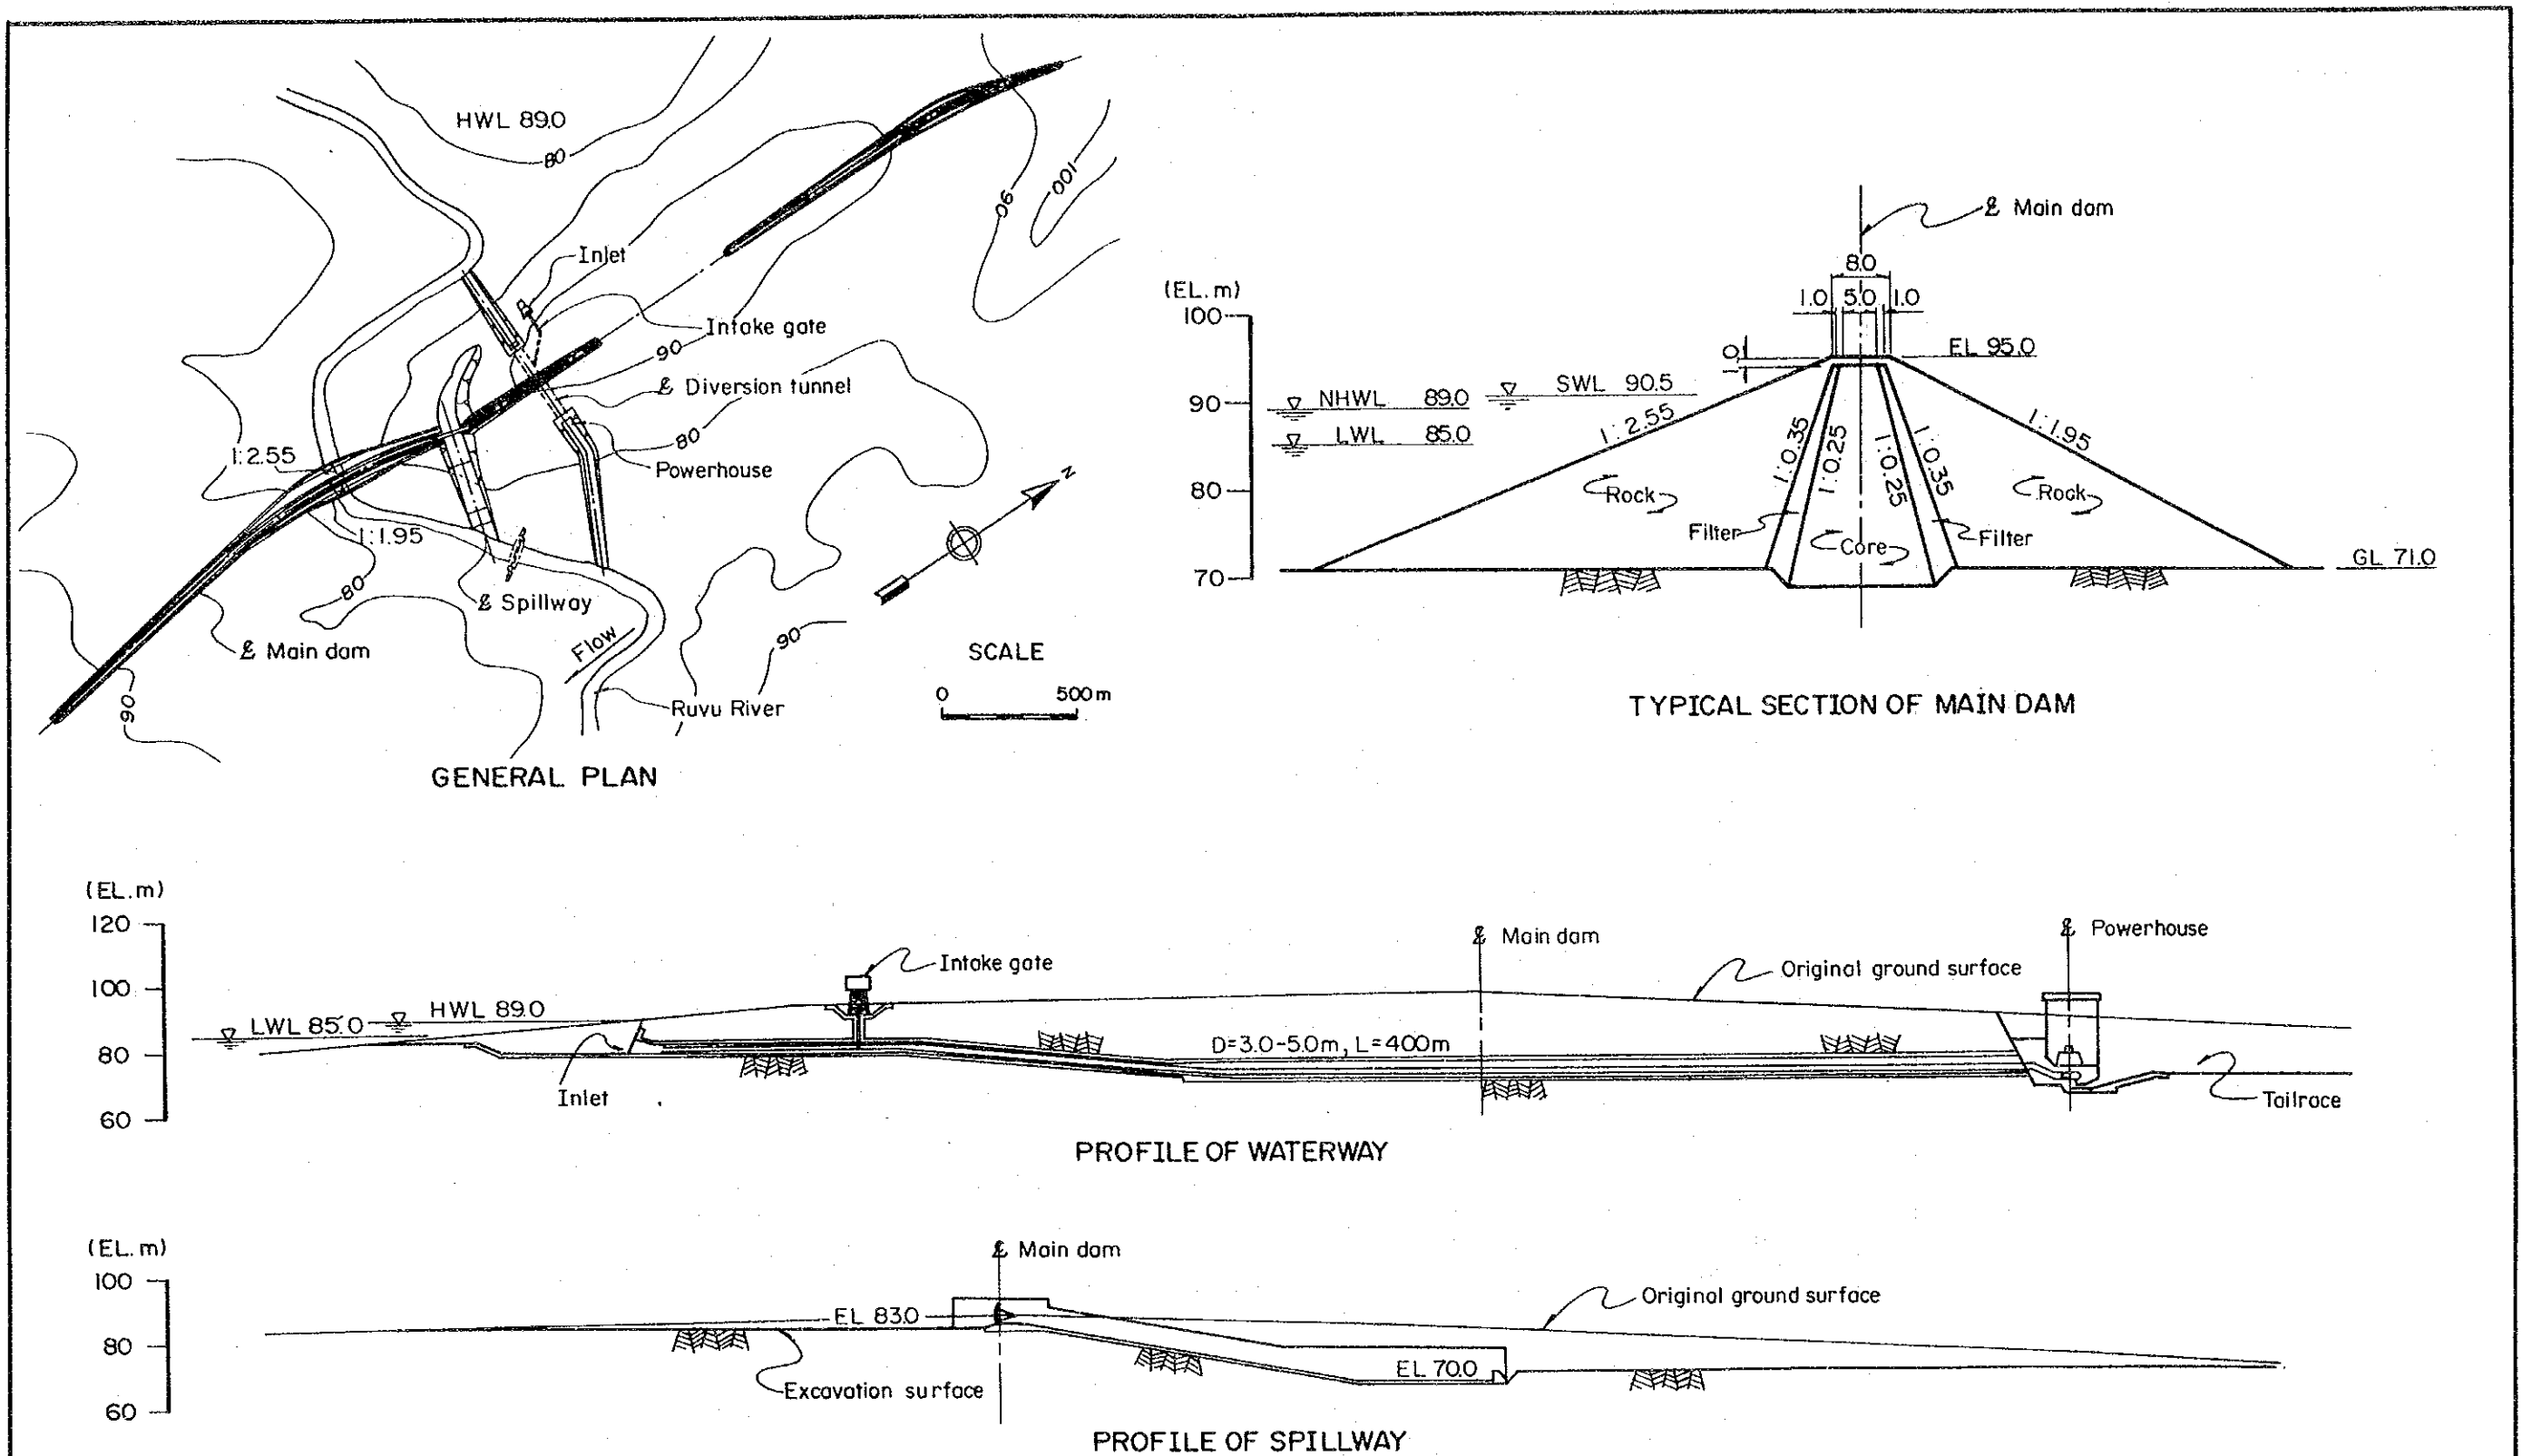 HWL 89.0
80
90
100
Inlet
Intake gate
90
℄ Diversion tunnel
80
Powerhouse
1:2.55
1:1.95
80
℄ Spillway
℄ Main dam
90
Flow
Ruvu River
90
N
SCALE
0 500m
GENERAL PLAN
℄ Main dam
8.0
1.0 5.0 1.0
(EL. m)
100
90
80
70
1.0
EL 95.0
NHWL 89.0
SWL 90.5
LWL 85.0
1:2.55
1:0.35
1:0.25
1:0.25
1:0.35
1:1.95
Rock
Rock
Filter
Core
Filter
GL 71.0
TYPICAL SECTION OF MAIN DAM
(EL. m)
120
100
80
60
LWL 85.0
HWL 89.0
Intake gate
℄ Main dam
Original ground surface
℄ Powerhouse
D=3.0-5.0m, L=400m
Inlet
Tailrace
PROFILE OF WATERWAY
(EL. m)
100
80
60
℄ Main dam
EL 83.0
Original ground surface
EL 70.0
Excavation surface
PROFILE OF SPILLWAY